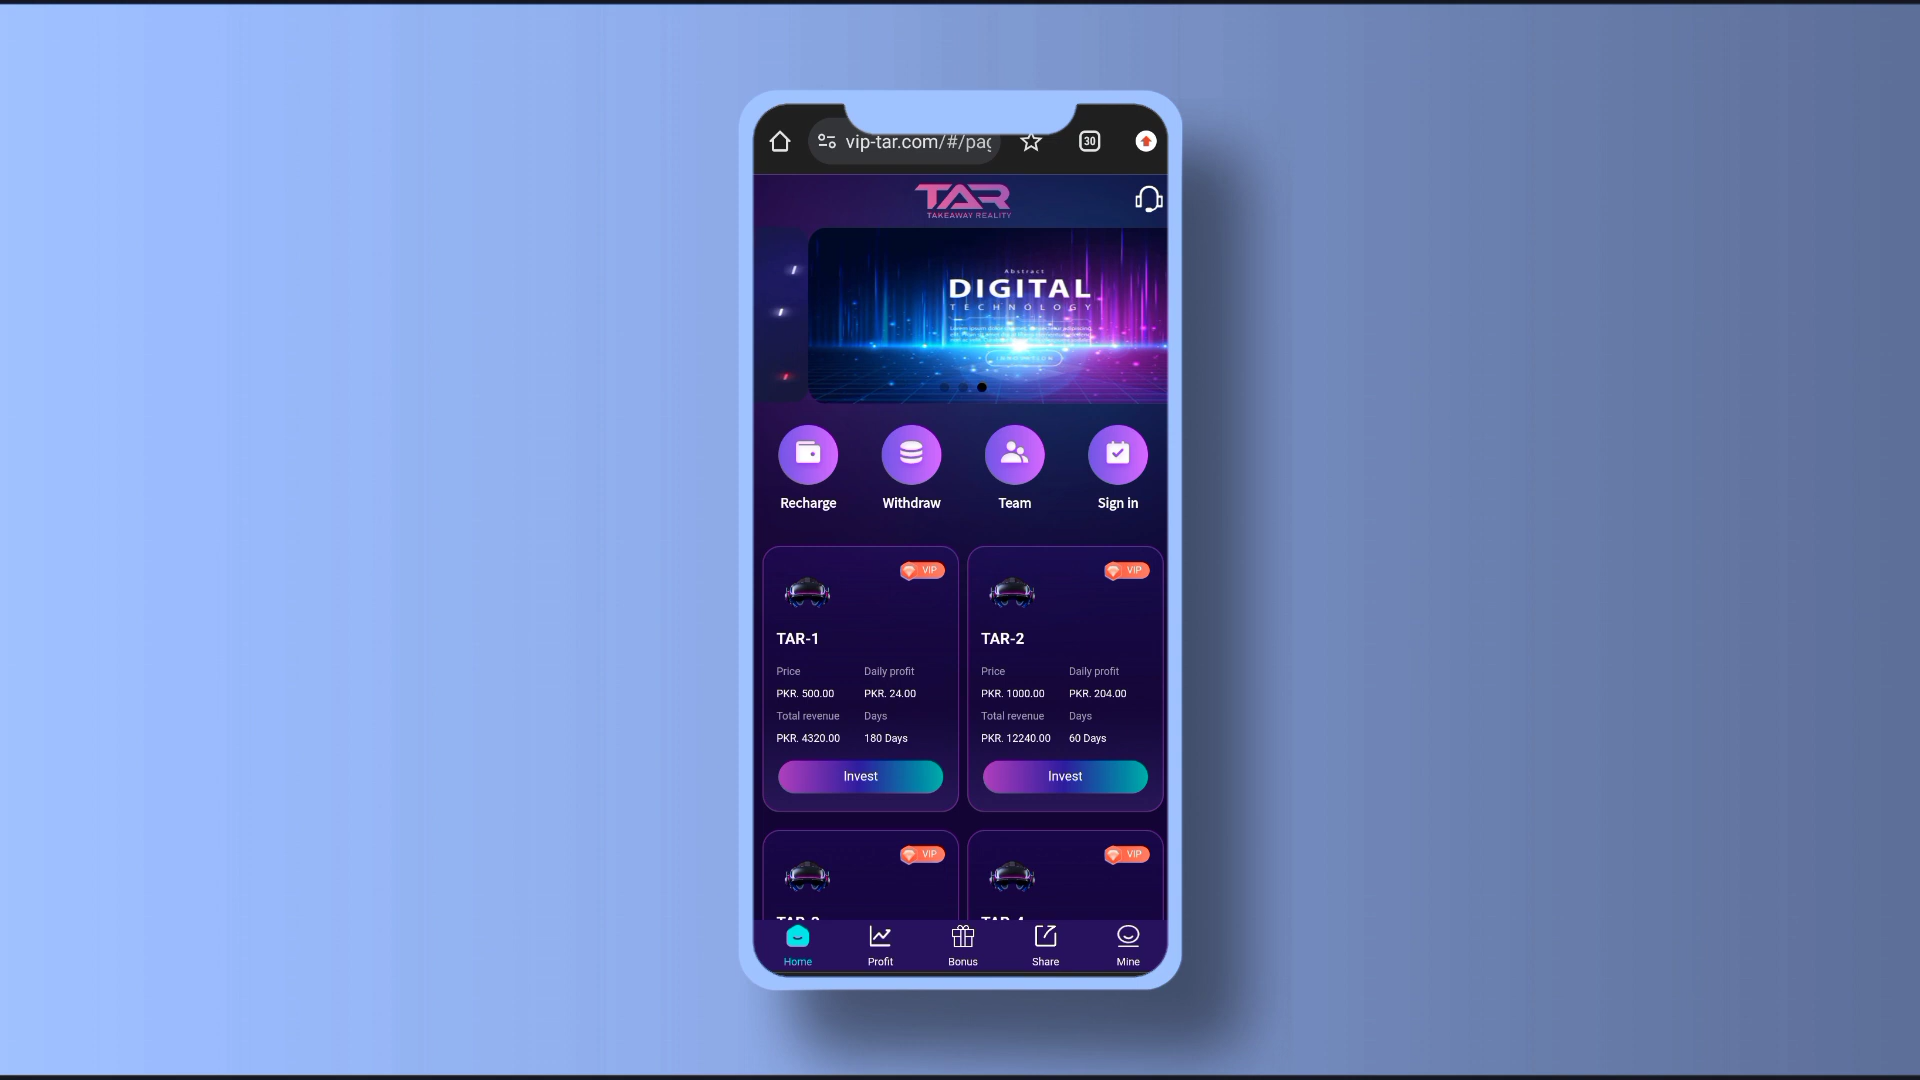 vip-tar.com/#/pag
30
TAR
TAKEAWAY REALITY
Abstract
DIGITAL
TECHNOLOGY
Recharge
Withdraw
Team
Sign in
VIP
TAR-1
Price
Daily profit
PKR. 500.00
PKR. 24.00
Total revenue
Days
PKR. 4320.00
180 Days
Invest
VIP
TAR-2
Price
Daily profit
PKR. 1000.00
PKR. 204.00
Total revenue
Days
PKR. 12240.00
60 Days
Invest
VIP
VIP
Home
Profit
Bonus
Share
Mine